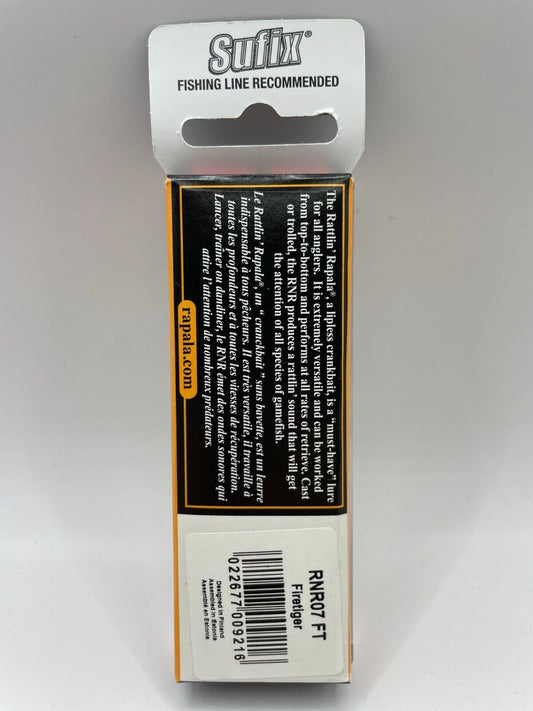 Sufix®
FISHING LINE RECOMMENDED
The Rattlin' Rapala®, a lipless crankbait, is a "must-have" lure
for all anglers. It is extremely versatile and can be worked
from top-to-bottom and performs at all rates of retrieve. Cast
or trolled, the RNR produces a rattlin' sound that will get
the attention of all species of gamefish.
Le Rattlin' Rapala®, un "cranckbait" sans bavette, est un leurre
indispensable à tous pêcheurs. Il est très versatile, il travaille à
toutes les profondeurs et à toutes les vitesses de récupération.
Lancer, traîner ou dandiner, le RNR émet des ondes sonores qui
attire l'attention de nombreux prédateurs.
rapala.com
RNR07 FT
Firetiger
022677 009216
Designed in Finland
Assembled in Estonia
Assemblé en Estonie